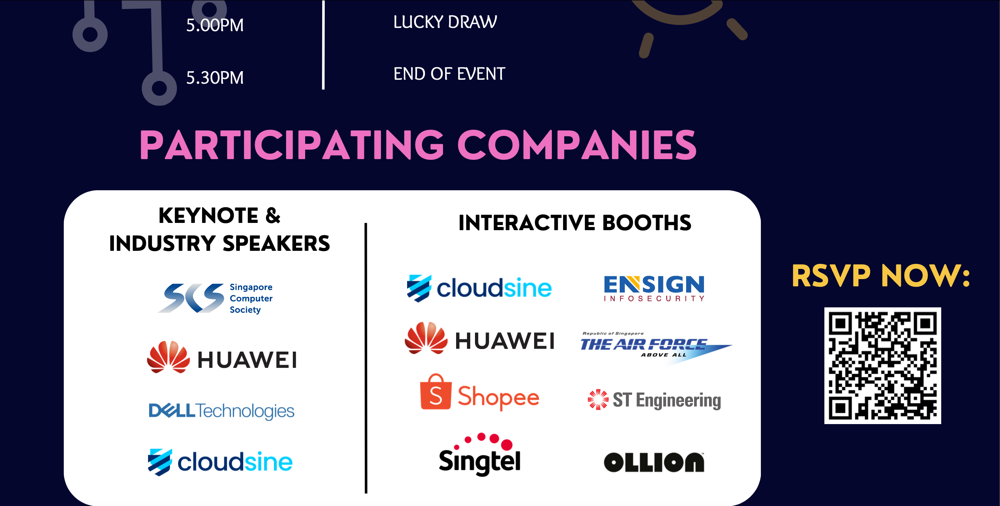 5.00PM LUCKY DRAW
5.30PM END OF EVENT
PARTICIPATING COMPANIES
KEYNOTE &
INDUSTRY SPEAKERS
SCS Singapore
Computer
Society
HUAWEI
DELL Technologies
cloudsine
INTERACTIVE BOOTHS
cloudsine
ENSIGN
INFOSECURITY
HUAWEI
Republic of Singapore
THE AIR FORCE
ABOVE ALL
S Shopee
ST Engineering
Singtel
OLLION™
RSVP NOW: